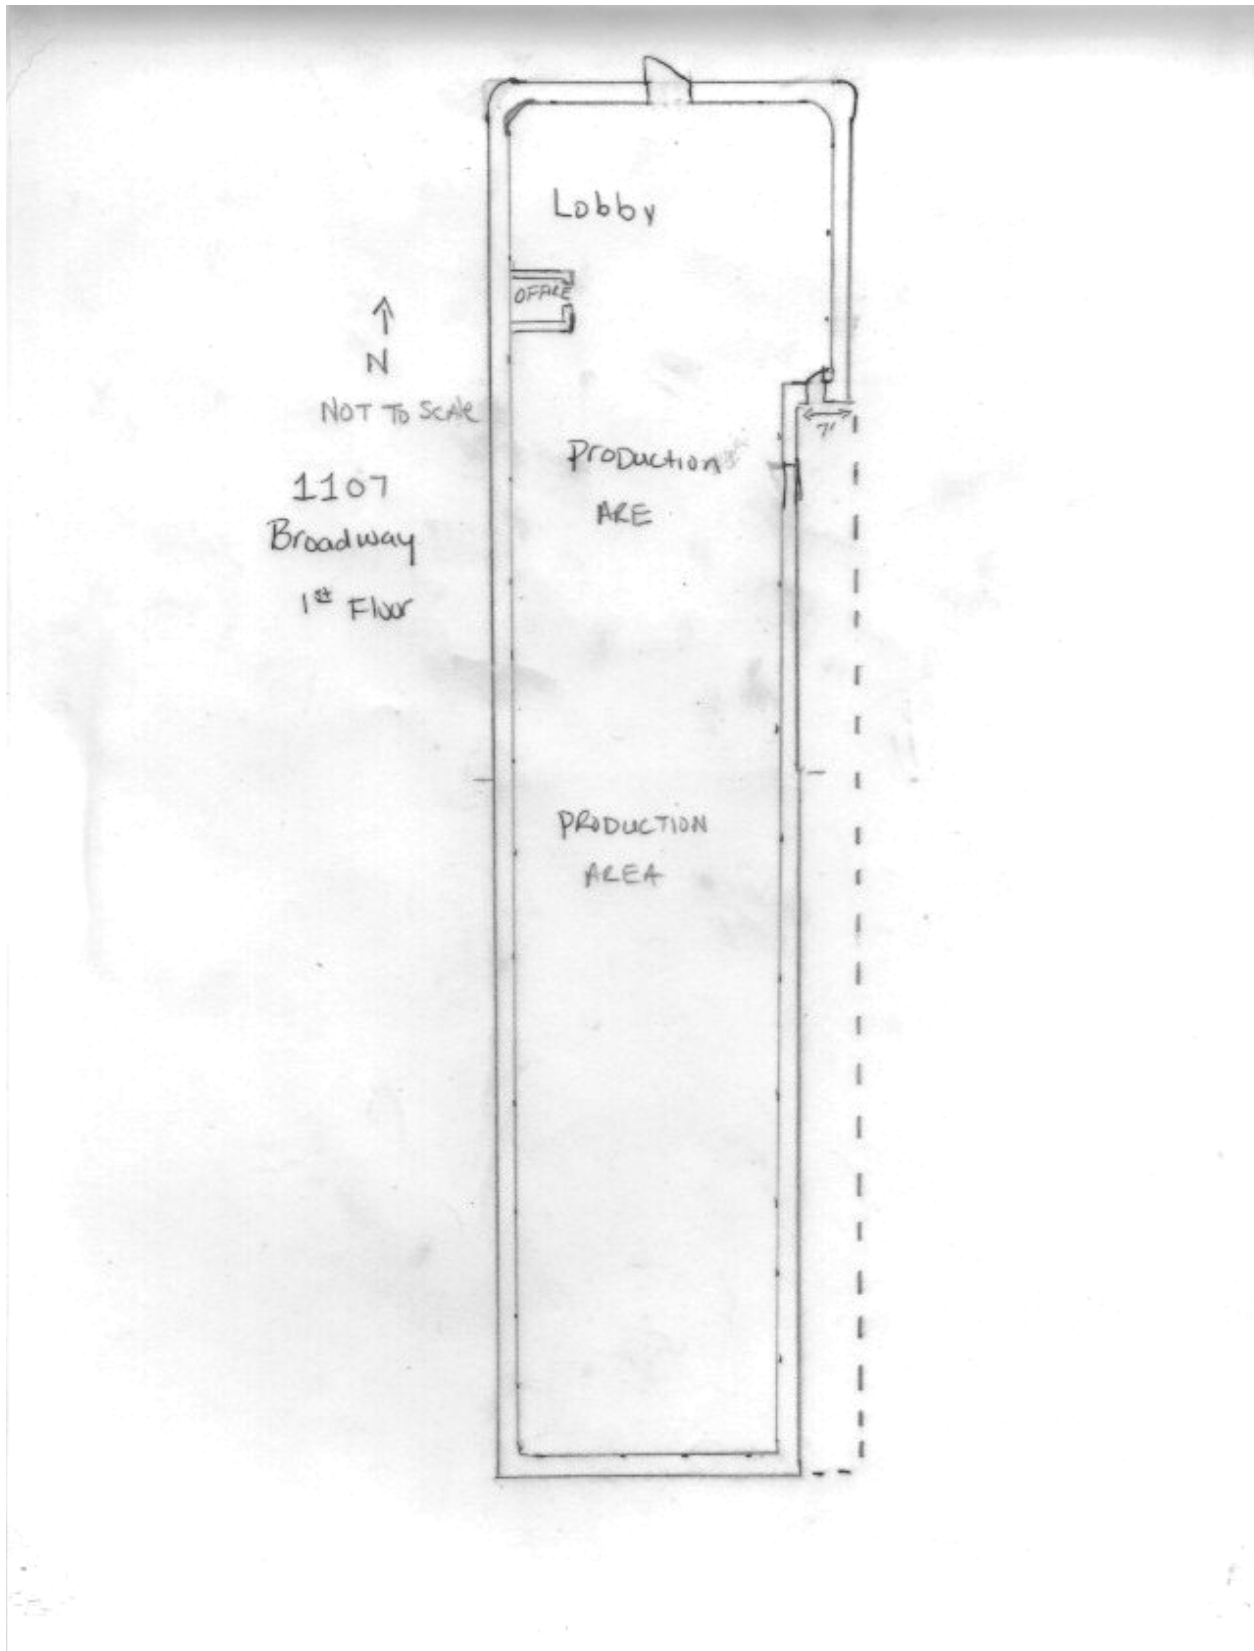 Lobby
OFFICE
N
NOT TO SCAlE
7'
1107
Broadway
1st Floor
PRODUCTION
ARE
PRODUCTION
AREA